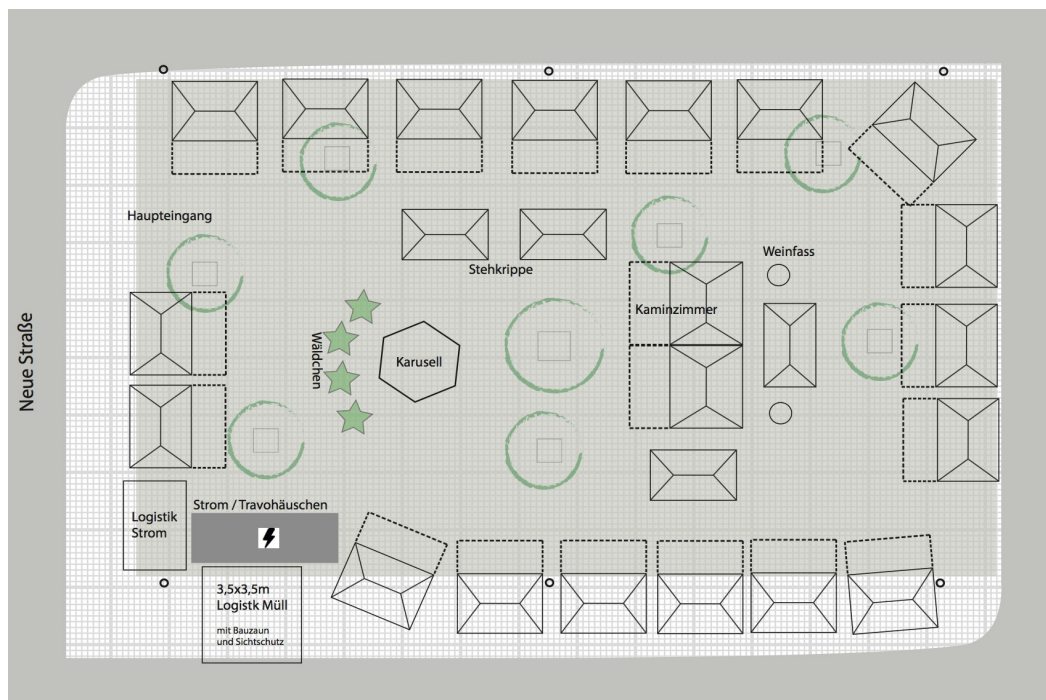 Haupteingang
Stehkrippe
Weinfass
Kaminzimmer
Neue Straße
Wäldchen
Karusell
Strom / Travohäuschen
Logistik
Strom
3,5x3,5m
Logistk Müll
mit Bauzaun
und Sichtschutz